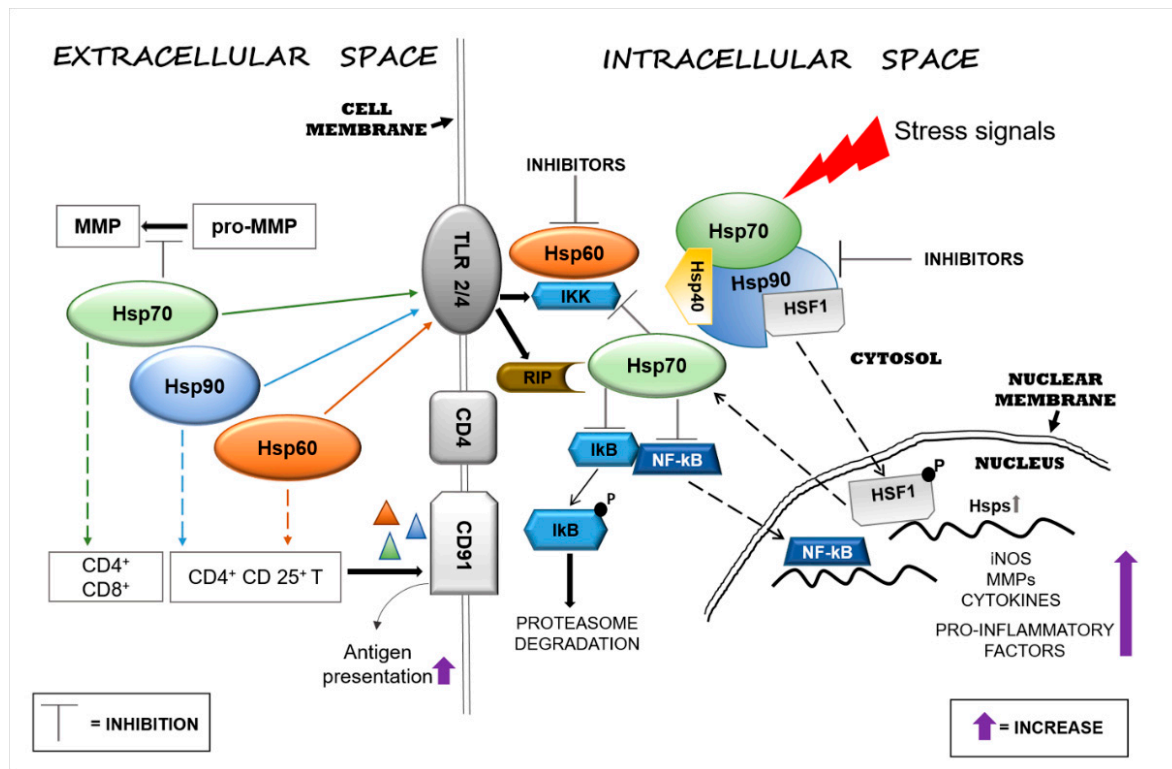 EXTRACELLULAR SPACE
INTRACELLULAR SPACE
CELL
MEMBRANE
Stress signals
INHIBITORS
MMP
pro-MMP
Hsp70
Hsp90
Hsp60
TLR 2/4
Hsp60
IKK
RIP
Hsp70
Hsp70
Hsp90
Hsp40
HSF1
INHIBITORS
CYTOSOL
NUCLEAR
MEMBRANE
NUCLEUS
CD4
IkB
NF-kB
P
IkB
P
HSF1
Hsps
NF-kB
iNOS
MMPs
CYTOKINES
PRO-INFLAMMATORY
FACTORS
CD91
CD4⁺
CD8⁺
CD4⁺ CD 25⁺ T
Antigen
presentation
PROTEASOME
DEGRADATION
= INHIBITION
= INCREASE